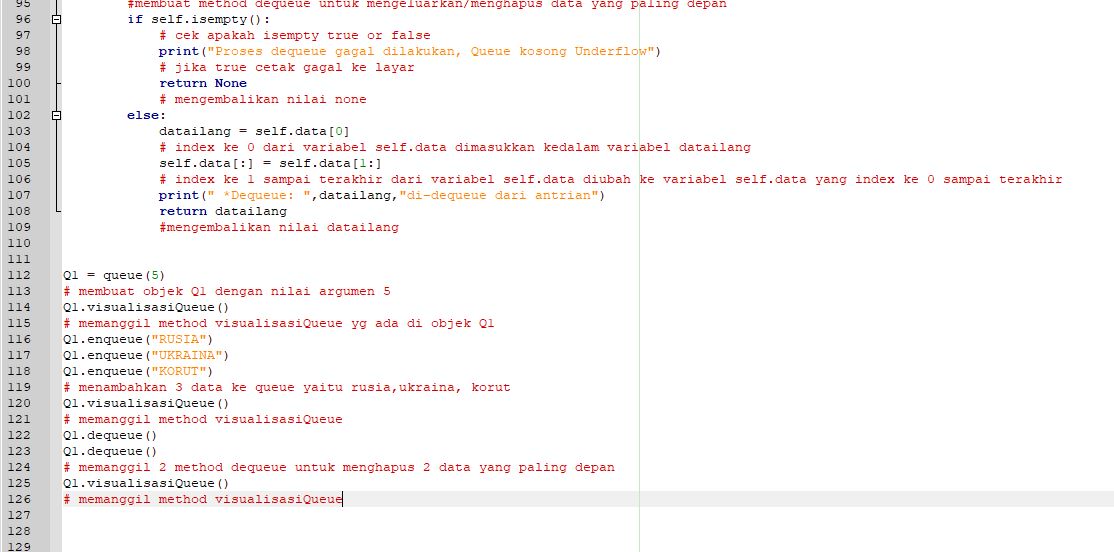 95 #membuat method dequeue untuk mengeluarkan/menghapus data yang paling depan
96 if self.isempty():
97 # cek apakah isempty true or false
98 print("Proses dequeue gagal dilakukan, Queue kosong Underflow")
99 # jika true cetak gagal ke layar
100 return None
101 # mengembalikan nilai none
102 else:
103 datailang = self.data[0]
104 # index ke 0 dari variabel self.data dimasukkan kedalam variabel datailang
105 self.data[:] = self.data[1:]
106 # index ke 1 sampai terakhir dari variabel self.data diubah ke variabel self.data yang index ke 0 sampai terakhir
107 print(" *Dequeue: ",datailang,"di-dequeue dari antrian")
108 return datailang
109 #mengembalikan nilai datailang
110
111
112 Q1 = queue(5)
113 # membuat objek Q1 dengan nilai argumen 5
114 Q1.visualisasiQueue()
115 # memanggil method visualisasiQueue yg ada di objek Q1
116 Q1.enqueue("RUSIA")
117 Q1.enqueue("UKRAINA")
118 Q1.enqueue("KORUT")
119 # menambahkan 3 data ke queue yaitu rusia,ukraina, korut
120 Q1.visualisasiQueue()
121 # memanggil method visualisasiQueue
122 Q1.dequeue()
123 Q1.dequeue()
124 # memanggil 2 method dequeue untuk menghapus 2 data yang paling depan
125 Q1.visualisasiQueue()
126 # memanggil method visualisasiQueue
127
128
129